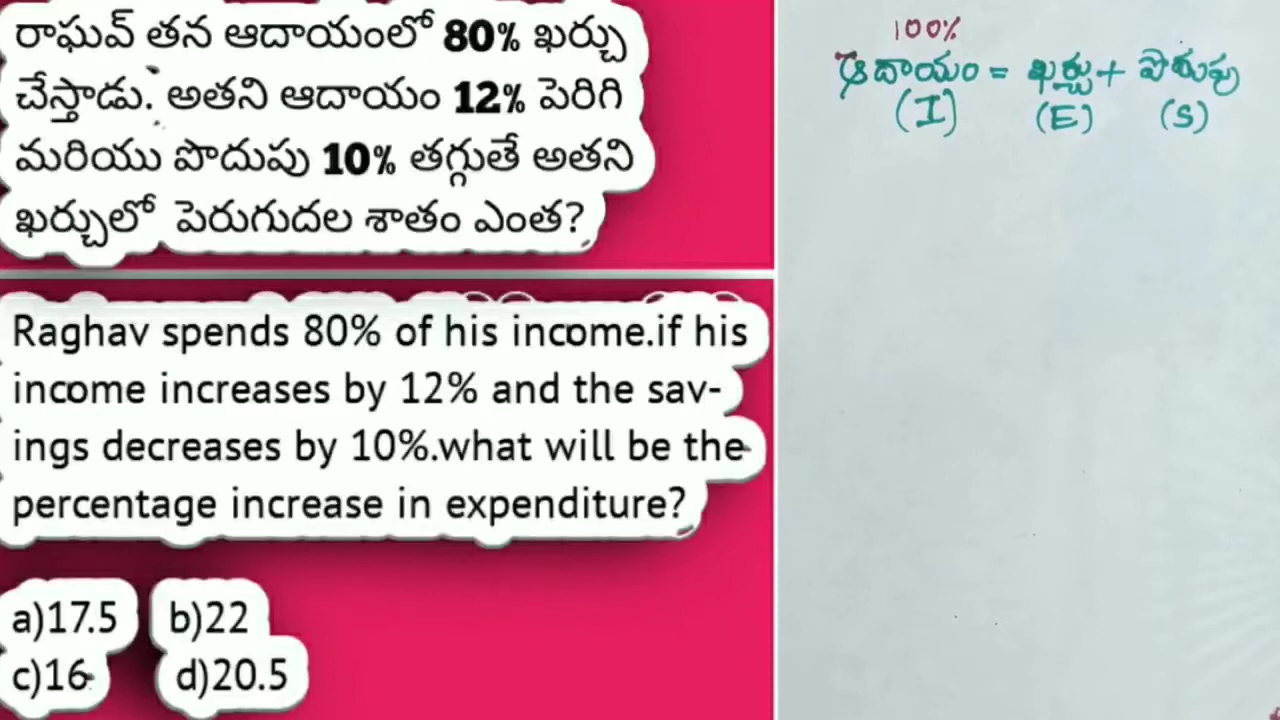 రాఘవ్ తన ఆదాయంలో 80% ఖర్చు
చేస్తాడు. అతని ఆదాయం 12% పెరిగి
మరియు పొదుపు 10% తగ్గుతే అతని
ఖర్చులో పెరుగుదల శాతం ఎంత?
Raghav spends 80% of his income.if his
income increases by 12% and the sav-
ings decreases by 10%.what will be the
percentage increase in expenditure?
a)17.5 b)22
c)16 d)20.5
100%
ఆదాయం = ఖర్చు + పొదుపు
(I) (E) (S)